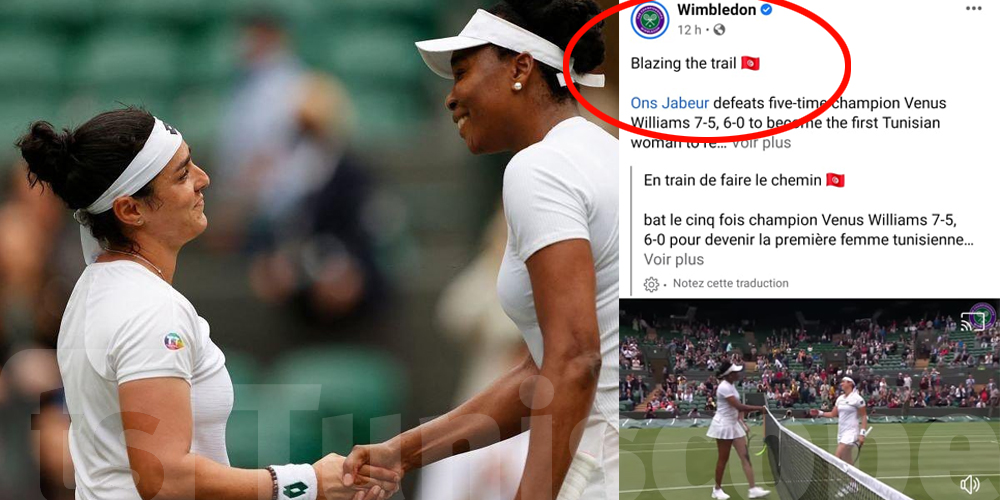 Wimbledon
12 h
Blazing the trail 🇹🇳
Ons Jabeur defeats five-time champion Venus
Williams 7-5, 6-0 to become the first Tunisian
woman to re... Voir plus
En train de faire le chemin 🇹🇳
bat le cinq fois champion Venus Williams 7-5,
6-0 pour devenir la première femme tunisienne...
Voir plus
Notez cette traduction
ts Tuniscope